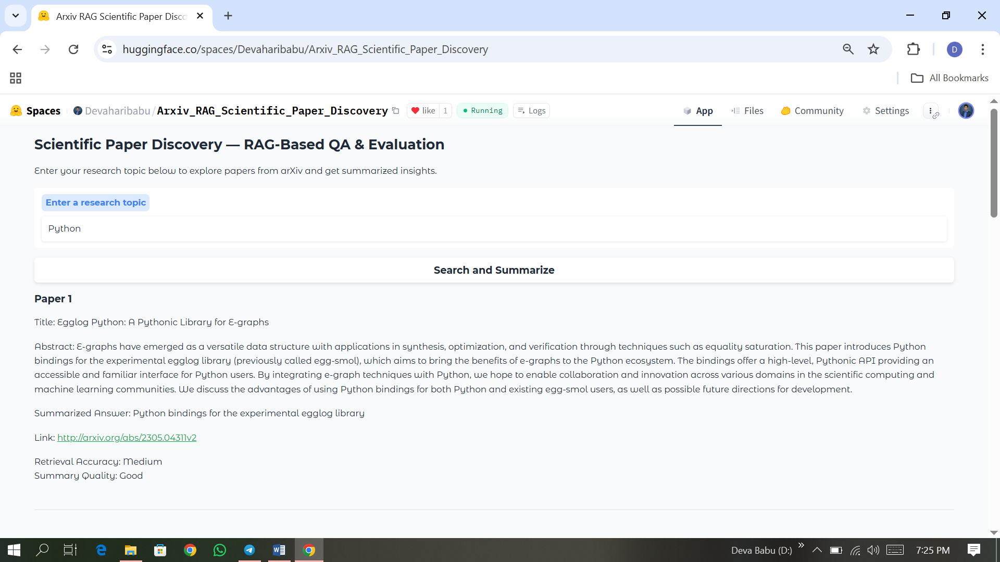 Arxiv RAG Scientific Paper Disco
huggingface.co/spaces/Devaharibabu/Arxiv_RAG_Scientific_Paper_Discovery
D
All Bookmarks
Spaces Devaharibabu/Arxiv_RAG_Scientific_Paper_Discovery like 1 Running Logs App Files Community Settings
Scientific Paper Discovery — RAG-Based QA & Evaluation
Enter your research topic below to explore papers from arXiv and get summarized insights.
Enter a research topic
Python
Search and Summarize
Paper 1
Title: Egglog Python: A Pythonic Library for E-graphs
Abstract: E-graphs have emerged as a versatile data structure with applications in synthesis, optimization, and verification through techniques such as equality saturation. This paper introduces Python
bindings for the experimental egglog library (previously called egg-smol), which aims to bring the benefits of e-graphs to the Python ecosystem. The bindings offer a high-level, Pythonic API providing an
accessible and familiar interface for Python users. By integrating e-graph techniques with Python, we hope to enable collaboration and innovation across various domains in the scientific computing and
machine learning communities. We discuss the advantages of using Python bindings for both Python and existing egg-smol users, as well as possible future directions for development.
Summarized Answer: Python bindings for the experimental egglog library
Link: http://arxiv.org/abs/2305.04311v2
Retrieval Accuracy: Medium
Summary Quality: Good
Deva Babu (D:) 7:25 PM